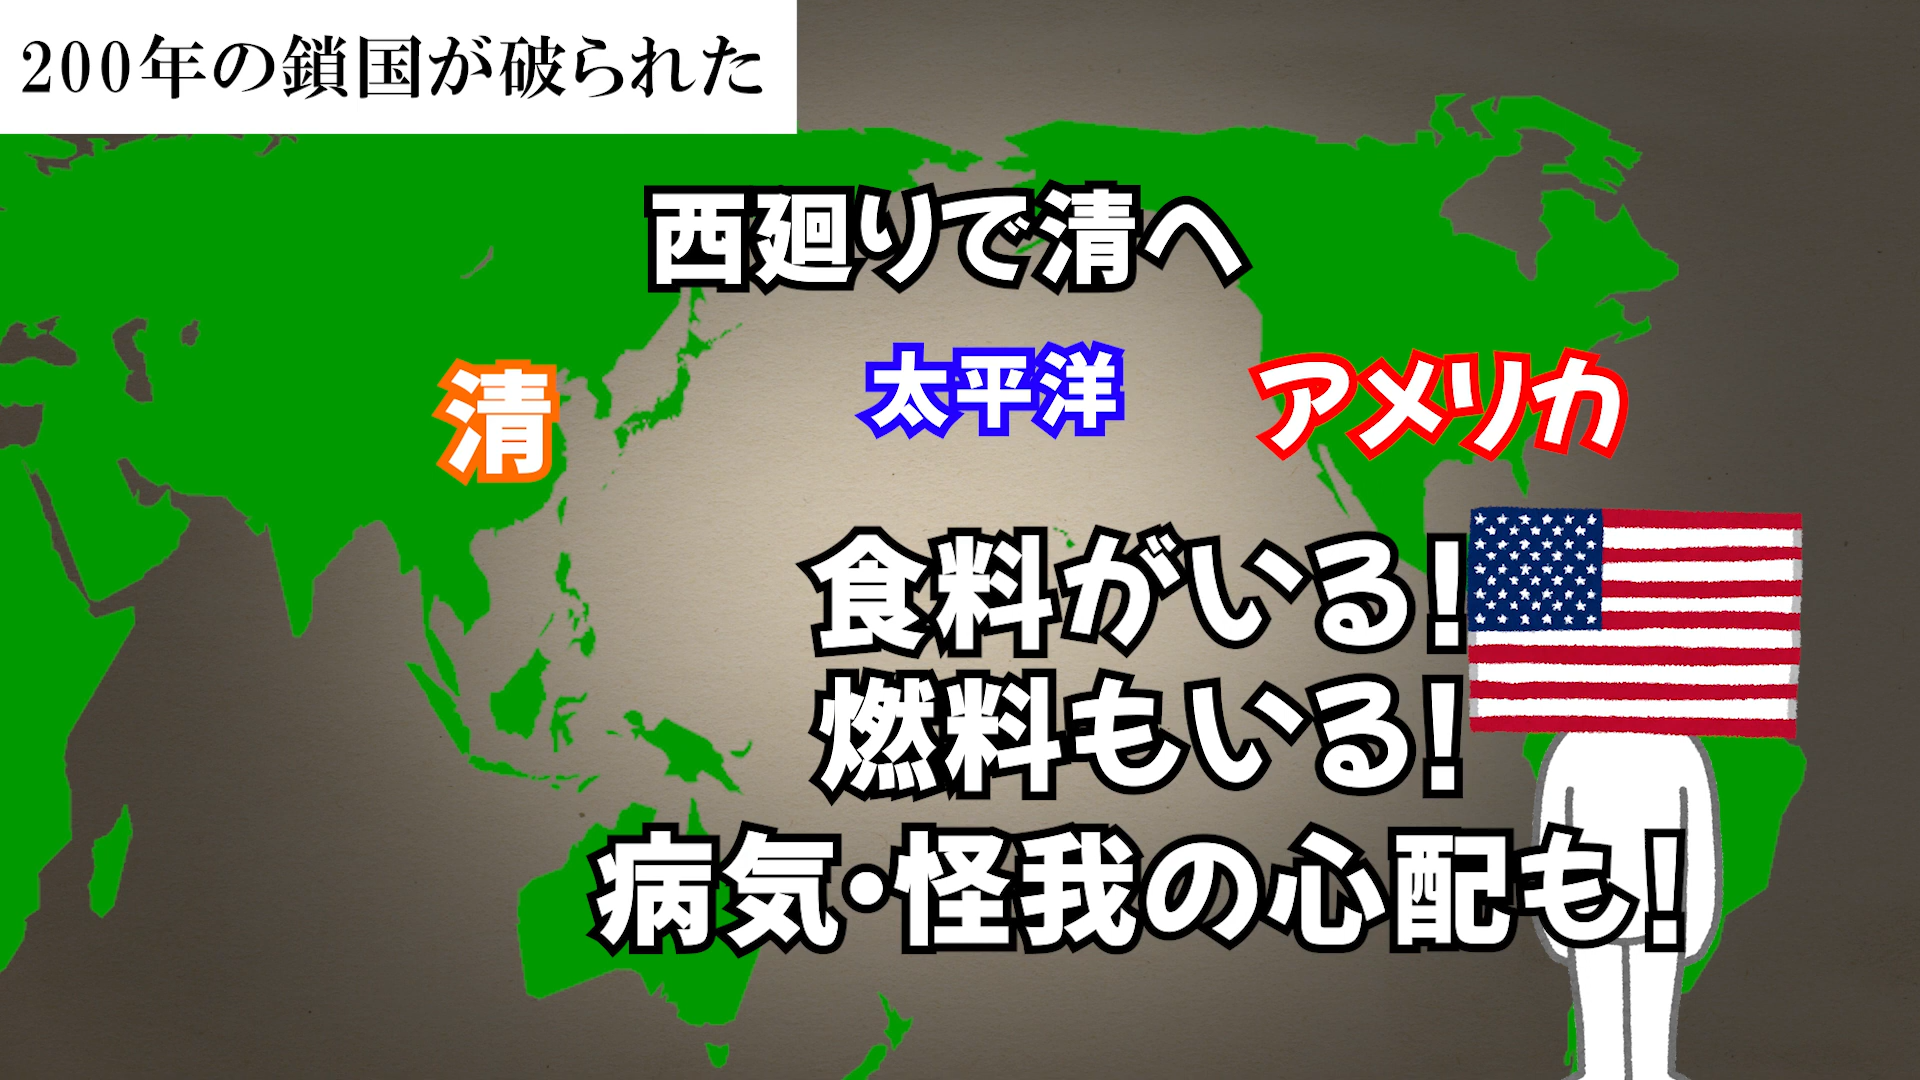 200年の鎖国が破られた
西廻りで清へ
清
太平洋
アメリカ
食料がいる!
燃料もいる!
病気・怪我の心配も!